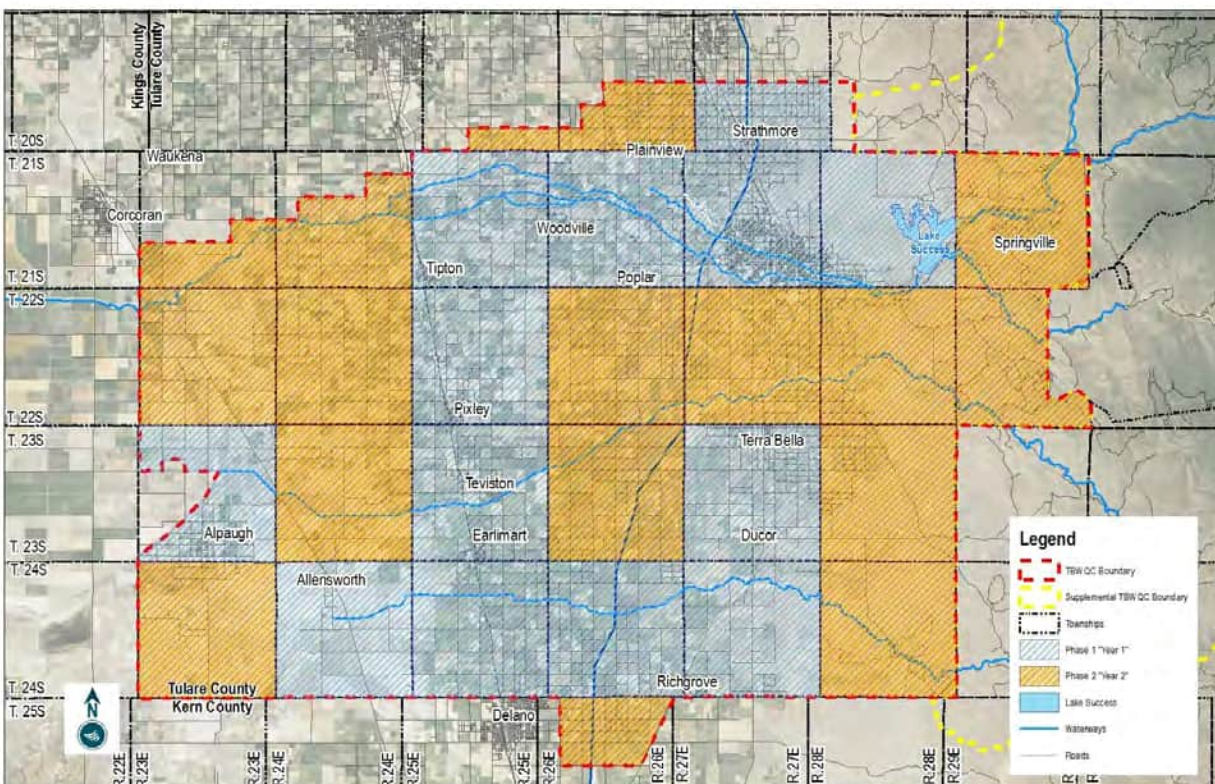 Kings County
Tulare County
T. 20S
T. 21S
Waukena
Plainview
Strathmore
Corcoran
Woodville
Lake
Success
Springville
Tipton
Poplar
T. 21S
T. 22S
Pixley
T. 22S
T. 23S
Terra Bella
Teviston
Alpaugh
Earlimart
Ducor
T. 23S
T. 24S
Allensworth
Richgrove
T. 24S
T. 25S
Tulare County
Kern County
Delano
N
R.22E
R.23E
R.23E
R.24E
R.24E
R.25E
R.25E
R.26E
R.26E
R.27E
R.27E
R.28E
R.28E
R.29E
Legend
TBWQC Boundary
Supplemental TBWQC Boundary
Townships
Phase 1 "Year 1"
Phase 2 "Year 2"
Lake Success
Waterways
Roads